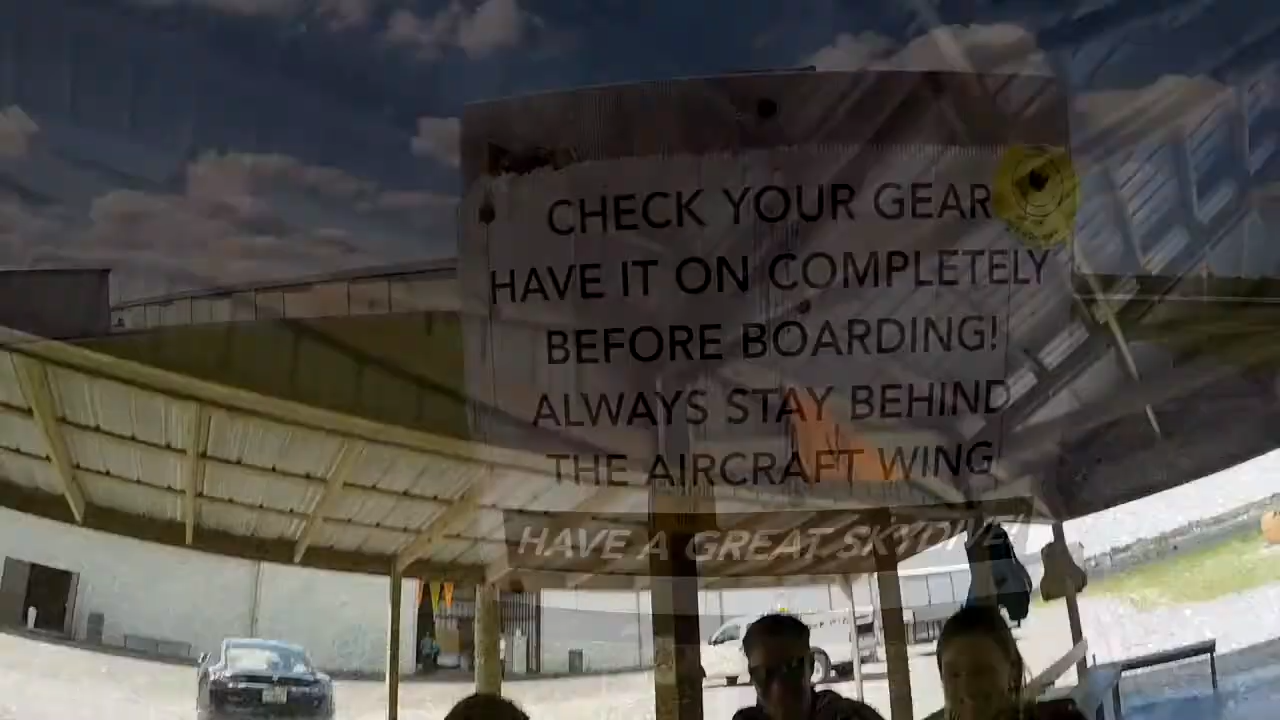 CHECK YOUR GEAR
HAVE IT ON COMPLETELY
BEFORE BOARDING!
ALWAYS STAY BEHIND
THE AIRCRAFT WING
HAVE A GREAT SKYDIVE!